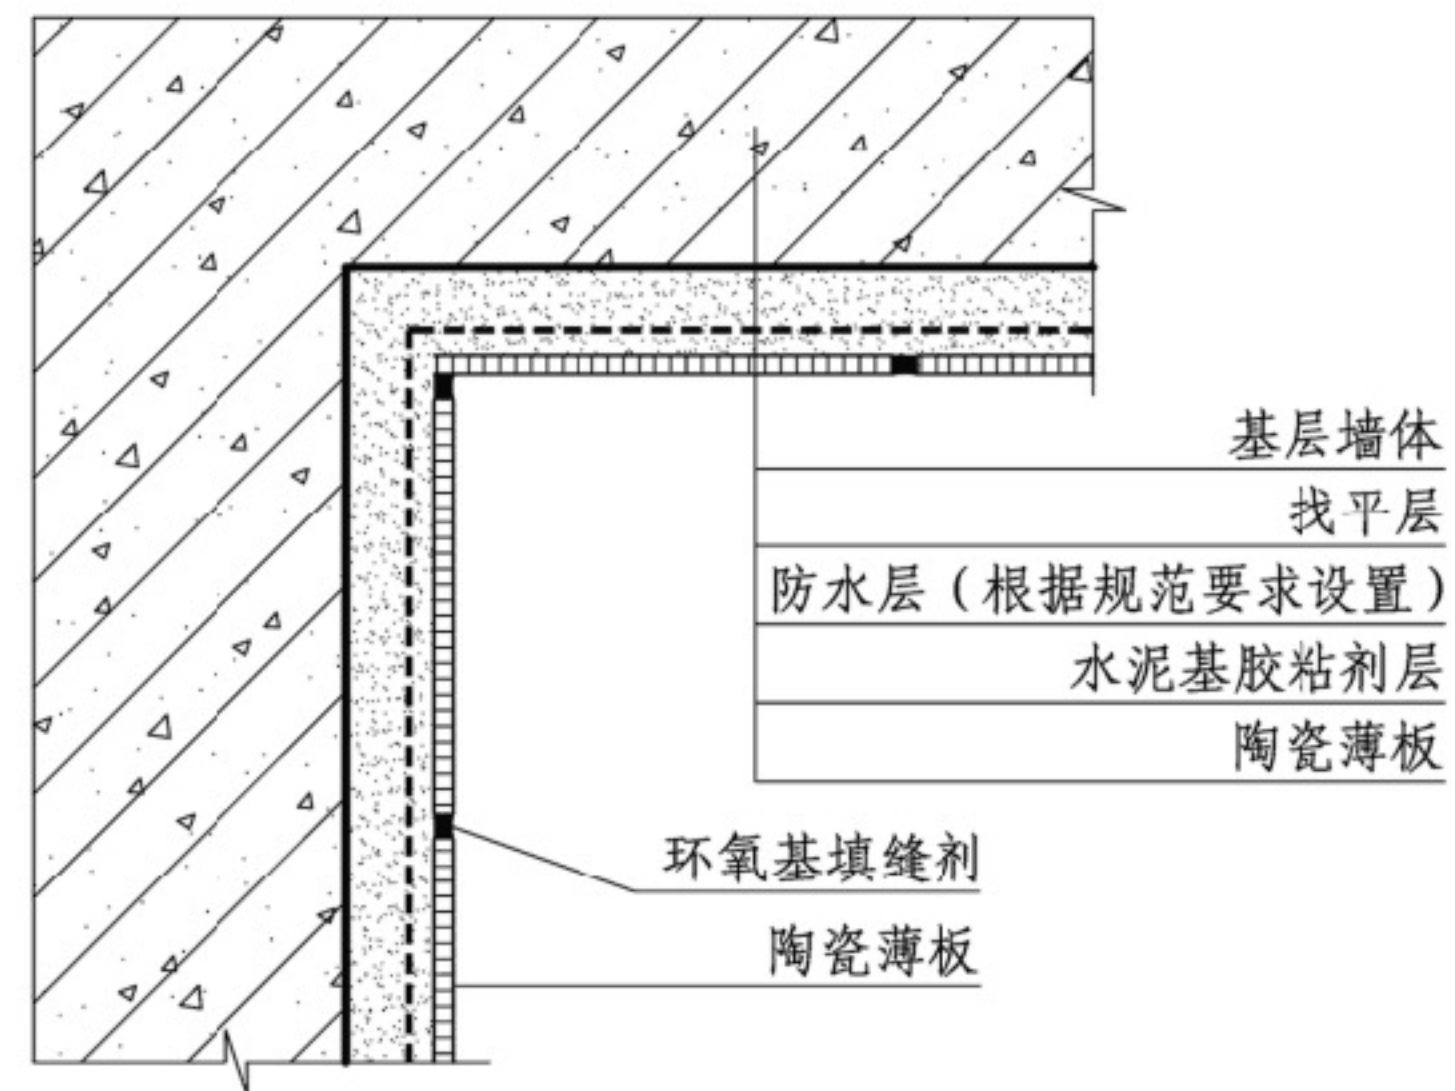 基层墙体
找平层
防水层（根据规范要求设置）
水泥基胶粘剂层
陶瓷薄板
环氧基填缝剂
陶瓷薄板